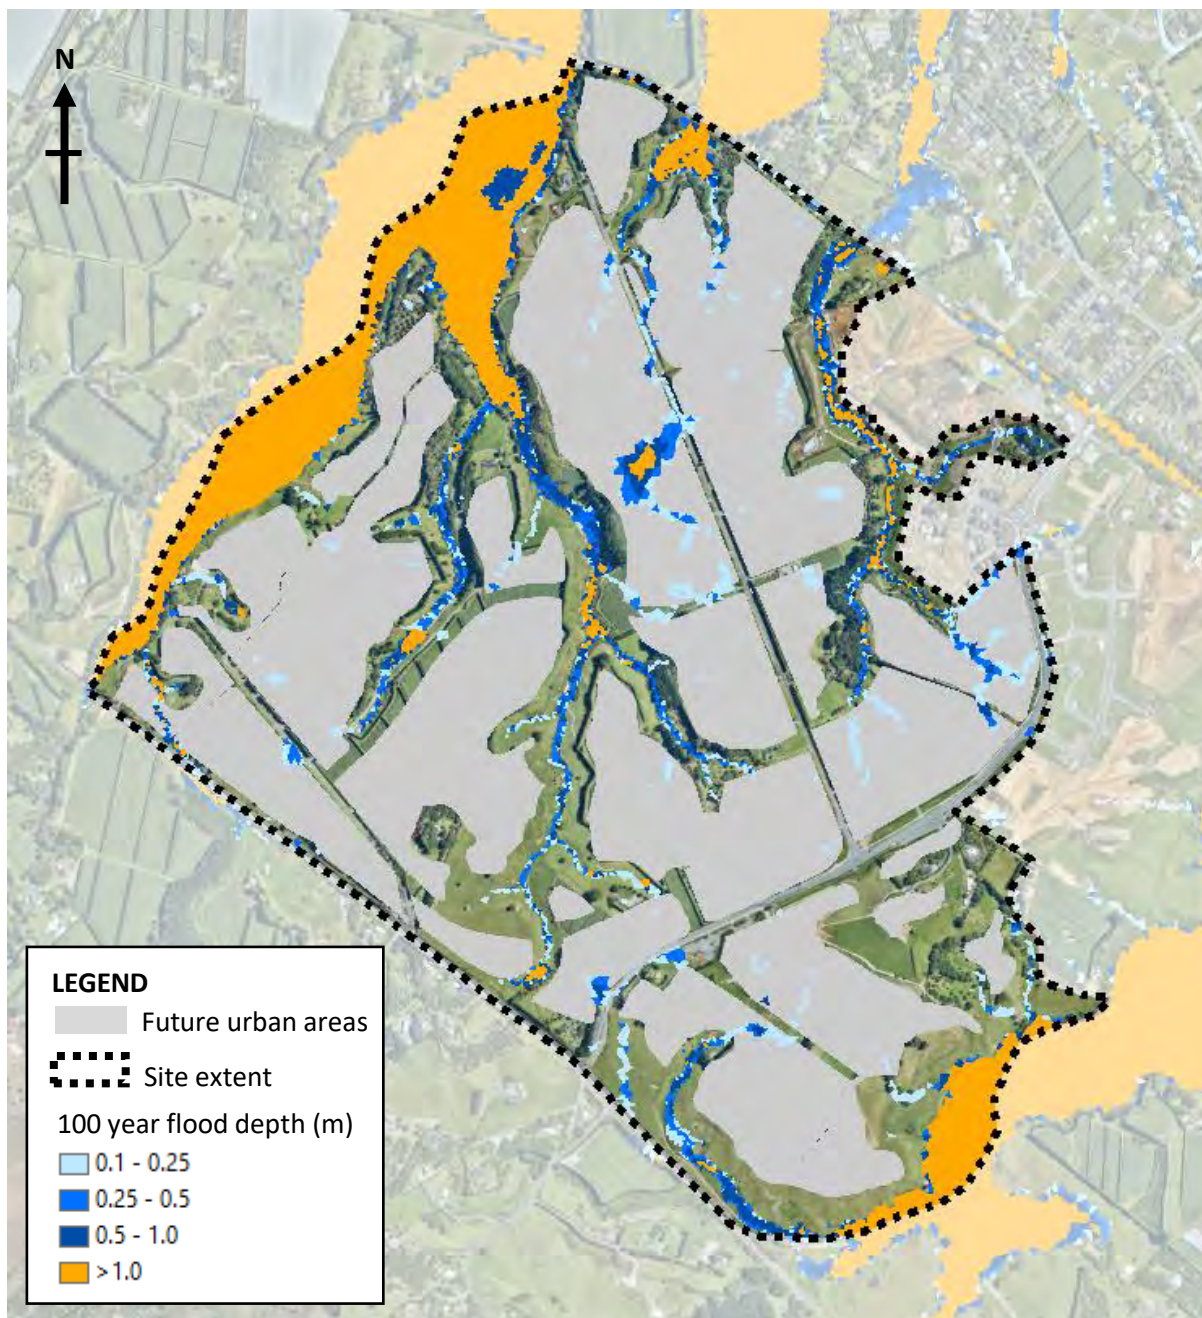 N
LEGEND
Future urban areas
Site extent
100 year flood depth (m)
0.1 - 0.25
0.25 - 0.5
0.5 - 1.0
>1.0